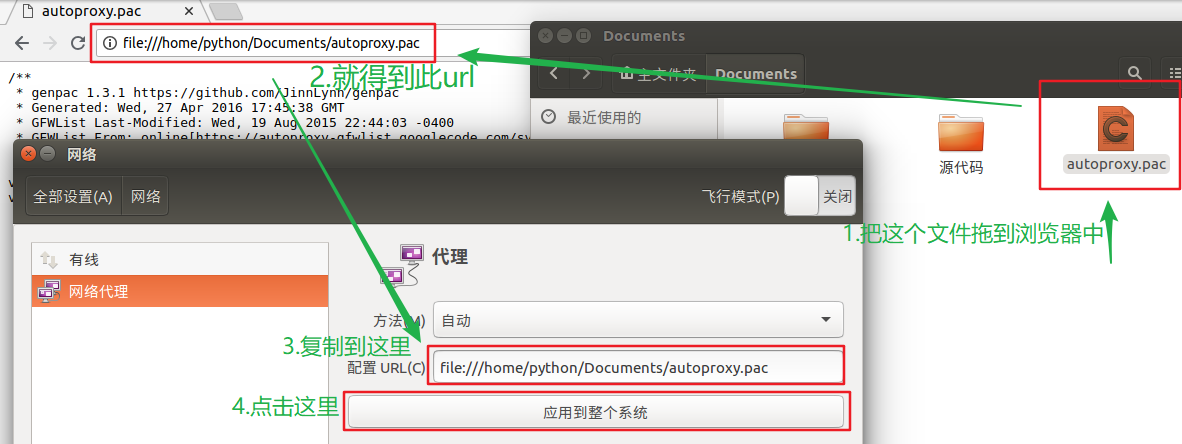 autoproxy.pac
file:///home/python/Documents/autoproxy.pac
2.就得到此url
/**
* genpac 1.3.1 https://github.com/JinnLynn/genpac
* Generated: Wed, 27 Apr 2016 17:45:38 GMT
* GFWList Last-Modified: Wed, 19 Aug 2015 22:44:03 -0400
* GFWList From: online[https://autoproxy-gfwlist.googlecode.com/sv
v
v
Documents
主文件夹 Documents
最近使用的
源代码
autoproxy.pac
1.把这个文件拖到浏览器中
网络
全部设置(A) 网络
飞行模式(P) 关闭
有线
网络代理
代理
方法(M) 自动
3.复制到这里
配置 URL(C) file:///home/python/Documents/autoproxy.pac
4.点击这里
应用到整个系统